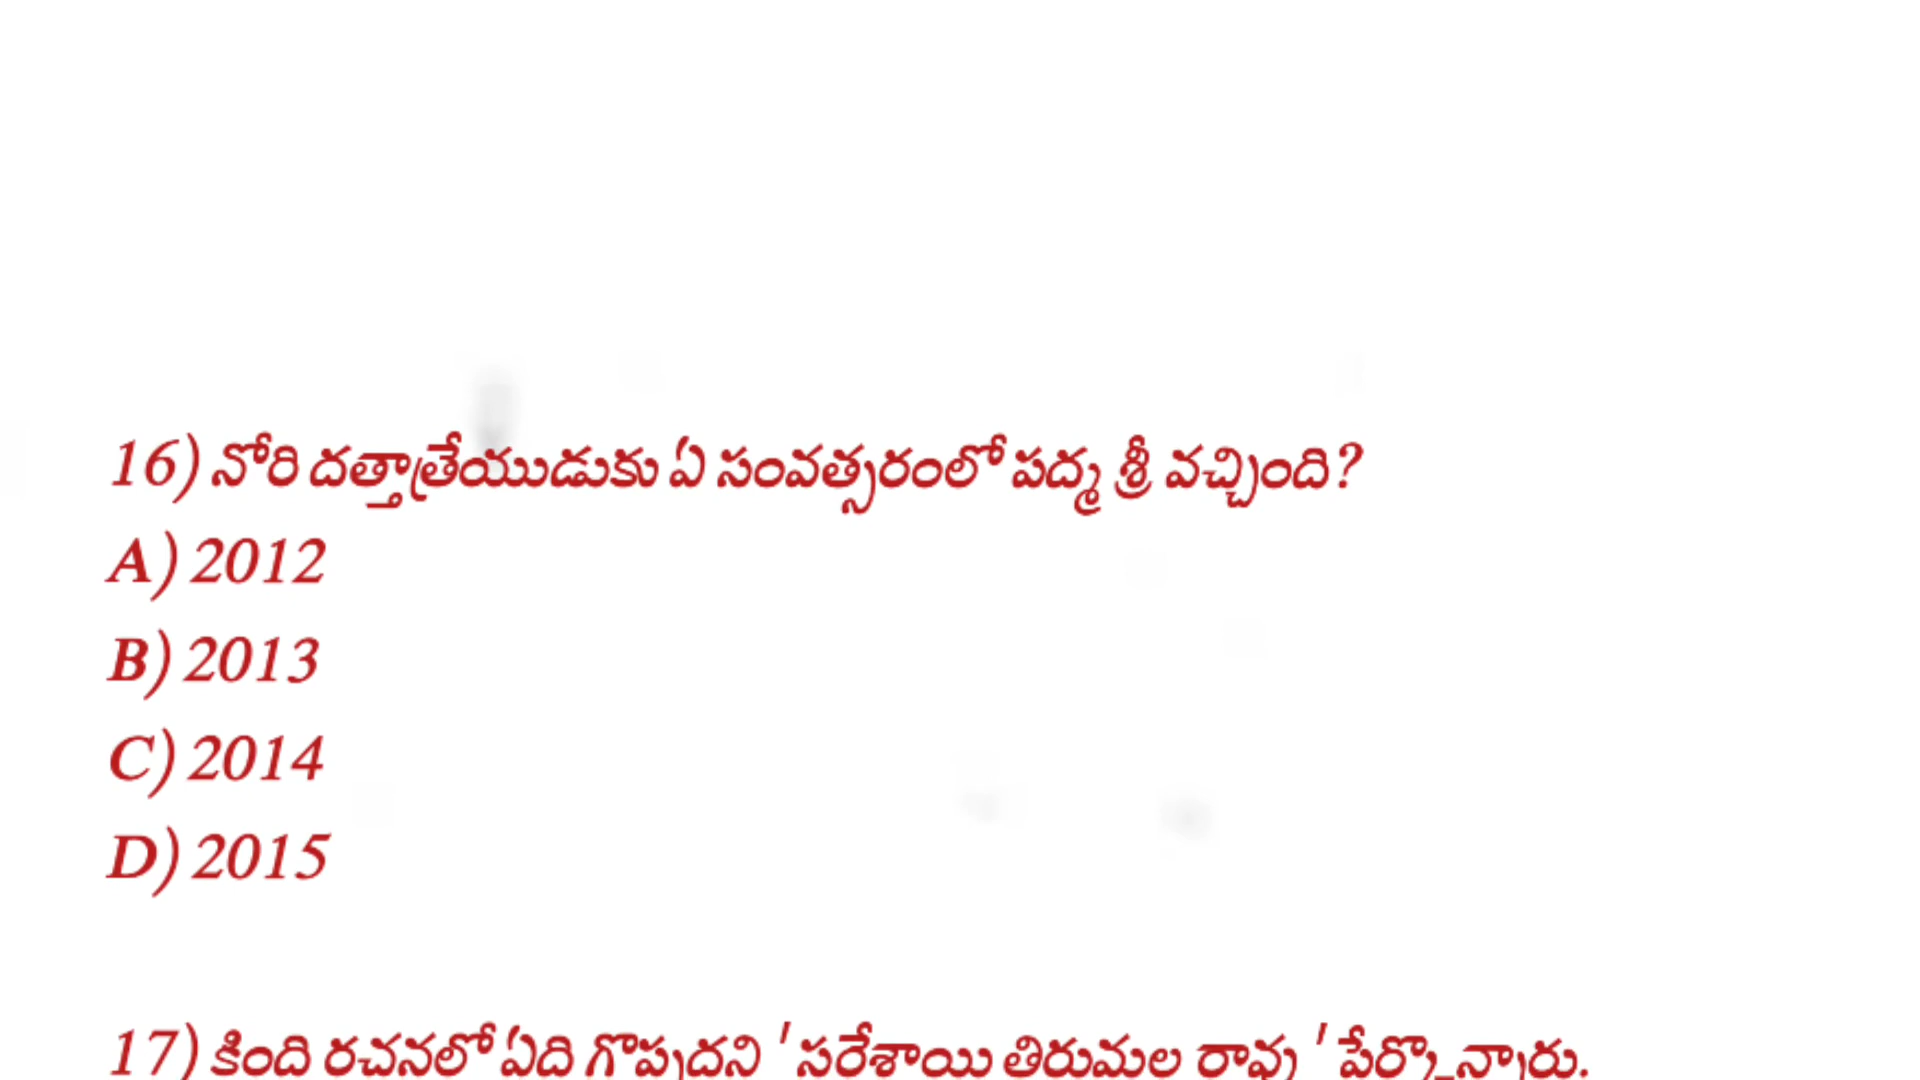 16) నోరి దత్తాత్రేయుడుకు ఏ సంవత్సరంలో పద్మ శ్రీ వచ్చింది?
A) 2012
B) 2013
C) 2014
D) 2015
17) కింది రచనలో ఏది గొప్పదని ' సరేశాయి తిరుమల రావు ' పేర్కొన్నారు.